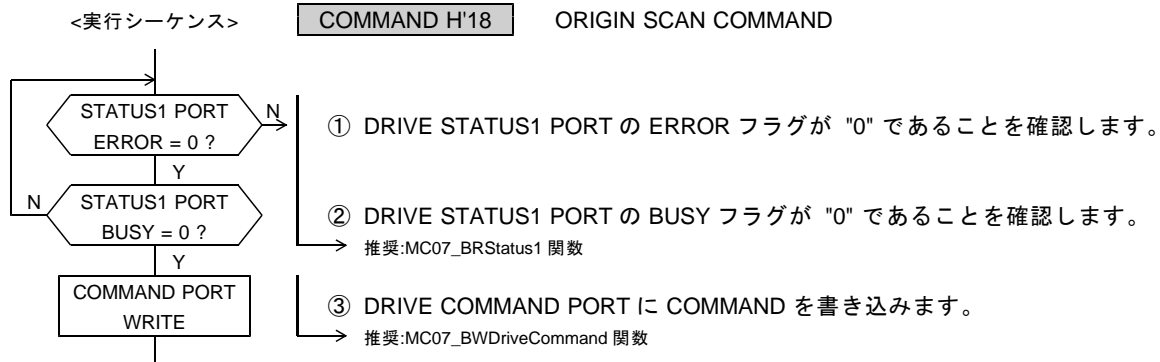 <実行シーケンス> COMMAND H'18 ORIGIN SCAN COMMAND
STATUS1 PORT
ERROR = 0 ?
N
① DRIVE STATUS1 PORT の ERROR フラグが "0" であることを確認します。
Y
N
STATUS1 PORT
BUSY = 0 ?
② DRIVE STATUS1 PORT の BUSY フラグが "0" であることを確認します。
推奨:MC07_BRStatus1 関数
Y
COMMAND PORT
WRITE
③ DRIVE COMMAND PORT に COMMAND を書き込みます。
推奨:MC07_BWDriveCommand 関数